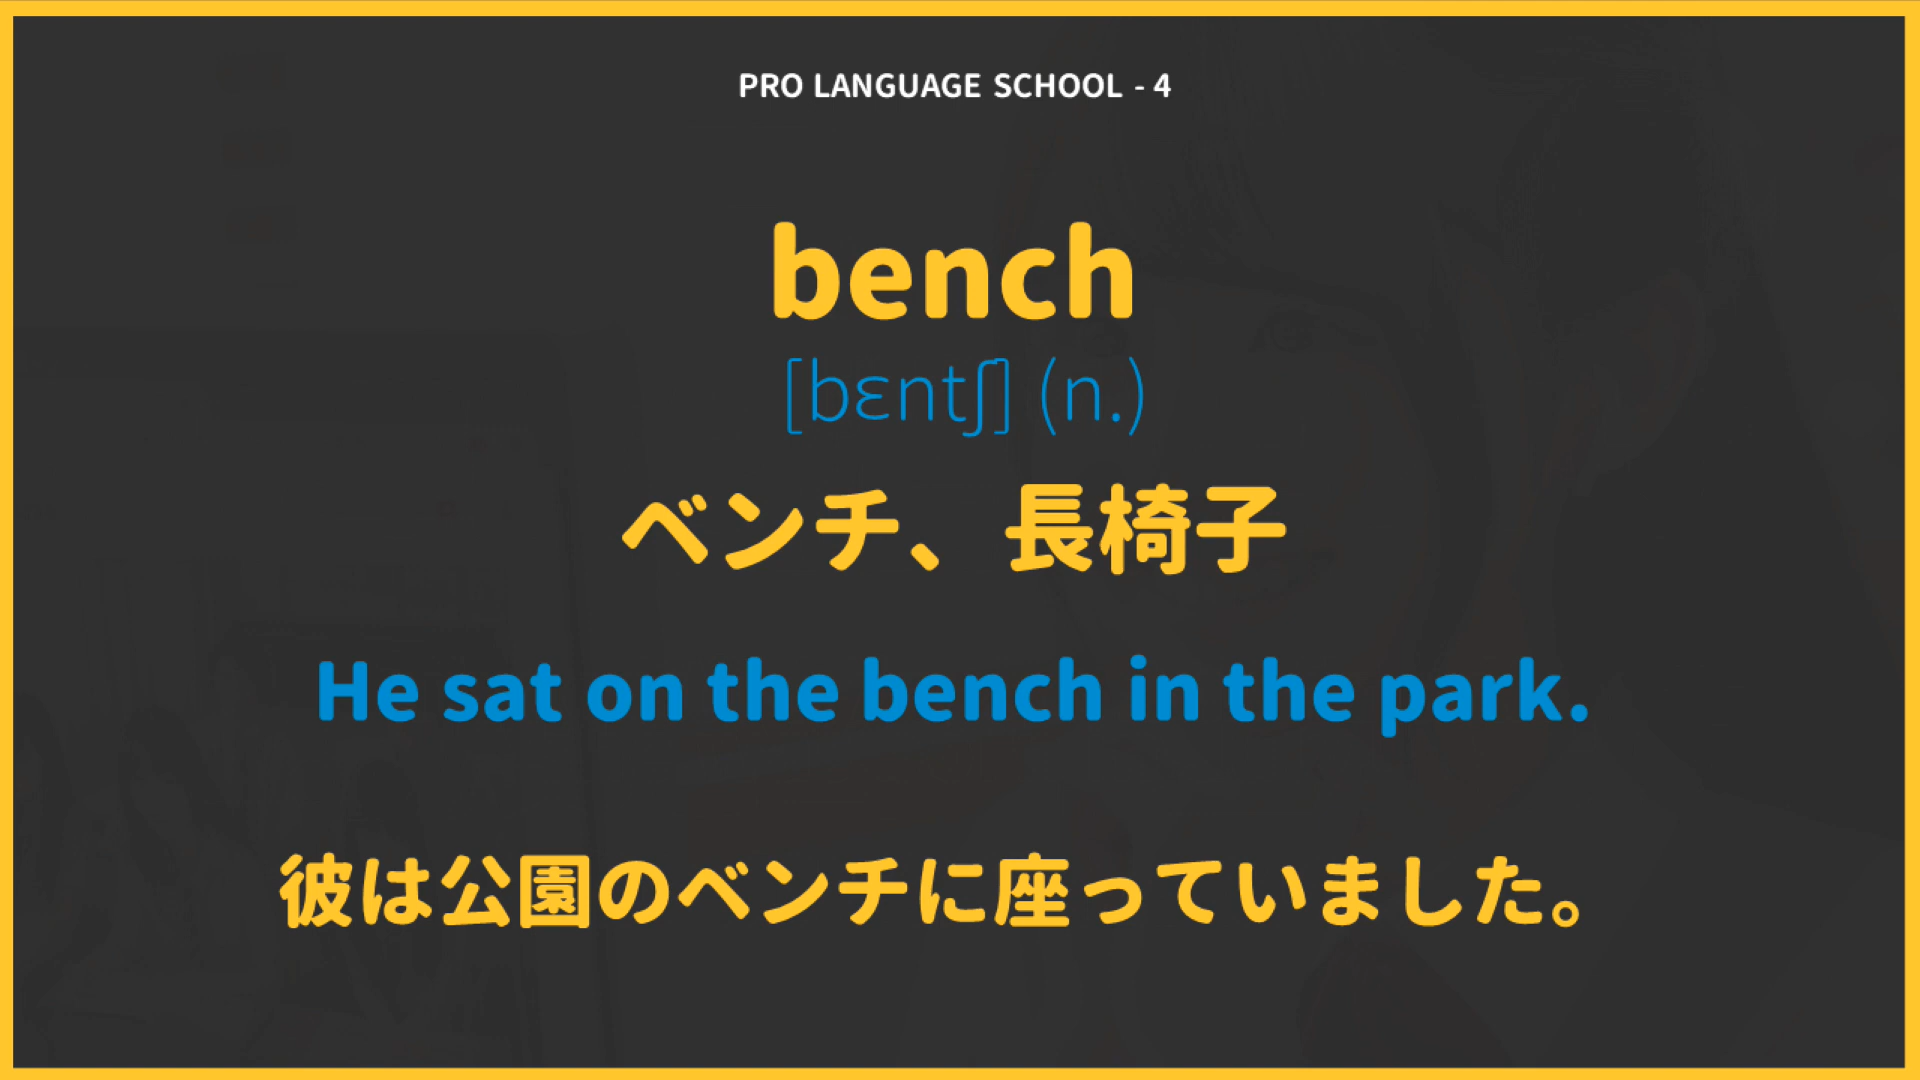 PRO LANGUAGE SCHOOL - 4
bench
[bɛntʃ] (n.)
ベンチ、長椅子
He sat on the bench in the park.
彼は公園のベンチに座っていました。